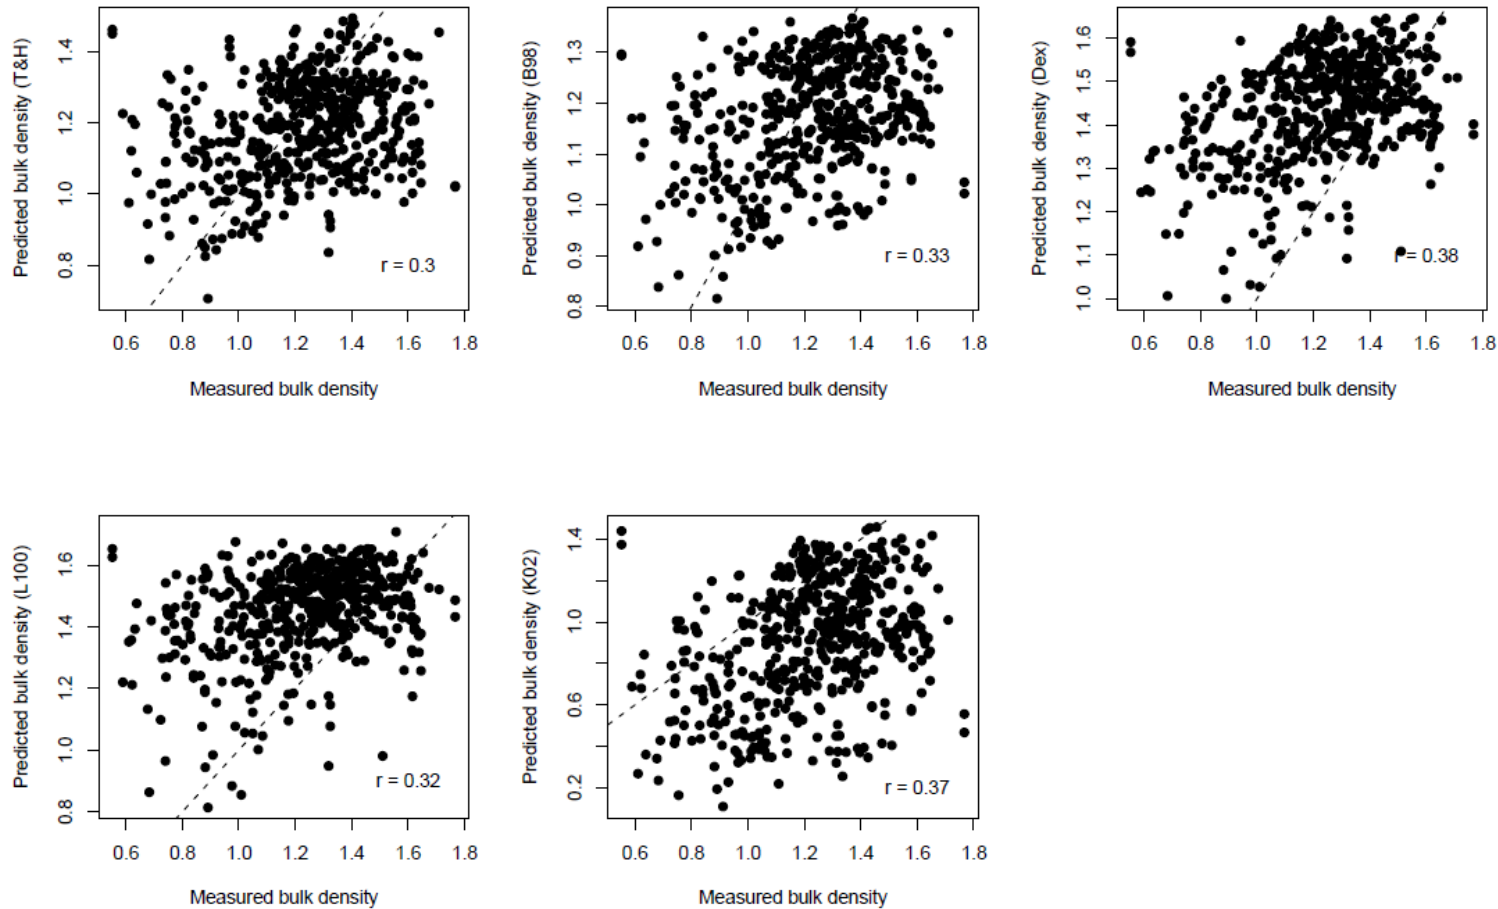 Predicted bulk density (T&H)
1.4
1.2
1.0
0.8
r = 0.3
0.6 0.8 1.0 1.2 1.4 1.6 1.8
Measured bulk density
Predicted bulk density (B98)
1.3
1.2
1.1
1.0
0.9
0.8
r = 0.33
0.6 0.8 1.0 1.2 1.4 1.6 1.8
Measured bulk density
Predicted bulk density (Dex)
1.6
1.5
1.4
1.3
1.2
1.1
1.0
r = 0.38
0.6 0.8 1.0 1.2 1.4 1.6 1.8
Measured bulk density
Predicted bulk density (L100)
1.6
1.4
1.2
1.0
0.8
r = 0.32
0.6 0.8 1.0 1.2 1.4 1.6 1.8
Measured bulk density
Predicted bulk density (K02)
1.4
1.0
0.6
0.2
r = 0.37
0.6 0.8 1.0 1.2 1.4 1.6 1.8
Measured bulk density